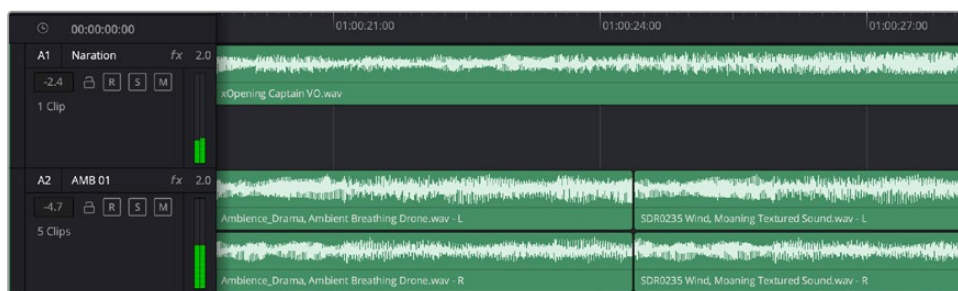 00:00:00:00 01:00:21:00 01:00:24:00 01:00:27:00
A1 Naration fx 2.0
-2.4 R S M
1 Clip
xOpening Captain VO.wav
A2 AMB 01 fx 2.0
-4.7 R S M
5 Clips
Ambience_Drama, Ambient Breathing Drone.wav - L SDR0235 Wind, Moaning Textured Sound.wav - L
Ambience_Drama, Ambient Breathing Drone.wav - R SDR0235 Wind, Moaning Textured Sound.wav - R